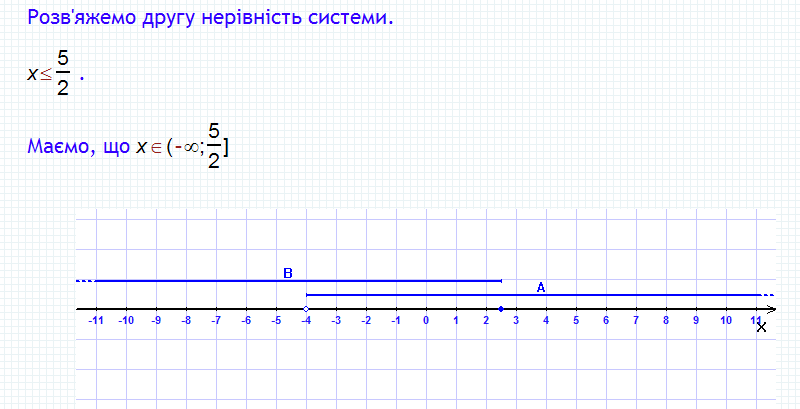 Розв'яжемо другу нерівність системи.
x≤5/2 .
Маємо, що x∈(-∞;5/2]
B
A
-11 -10 -9 -8 -7 -6 -5 -4 -3 -2 -1 0 1 2 3 4 5 6 7 8 9 10 11
X